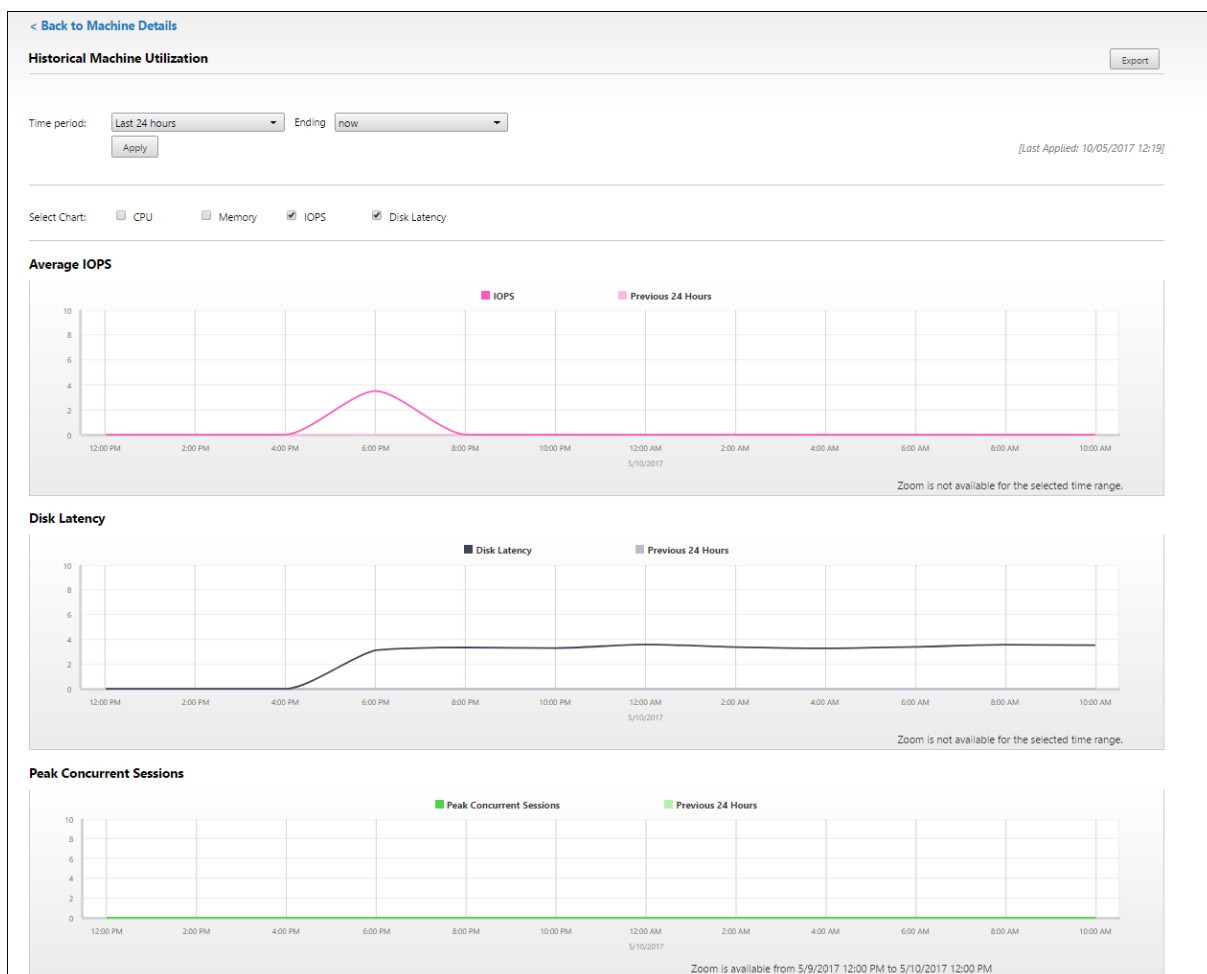 < Back to Machine Details
Historical Machine Utilization
Export
Time period: Last 24 hours Ending now
Apply
[Last Applied: 10/05/2017 12:19]
Select Chart: CPU Memory IOPS Disk Latency
Average IOPS
IOPS Previous 24 Hours
10
8
6
4
2
0
12:00 PM 2:00 PM 4:00 PM 6:00 PM 8:00 PM 10:00 PM 12:00 AM 2:00 AM 4:00 AM 6:00 AM 8:00 AM 10:00 AM
5/10/2017
Zoom is not available for the selected time range.
Disk Latency
Disk Latency Previous 24 Hours
10
8
6
4
2
0
12:00 PM 2:00 PM 4:00 PM 6:00 PM 8:00 PM 10:00 PM 12:00 AM 2:00 AM 4:00 AM 6:00 AM 8:00 AM 10:00 AM
5/10/2017
Zoom is not available for the selected time range.
Peak Concurrent Sessions
Peak Concurrent Sessions Previous 24 Hours
10
8
6
4
2
0
12:00 PM 2:00 PM 4:00 PM 6:00 PM 8:00 PM 10:00 PM 12:00 AM 2:00 AM 4:00 AM 6:00 AM 8:00 AM 10:00 AM
5/10/2017
Zoom is available from 5/9/2017 12:00 PM to 5/10/2017 12:00 PM